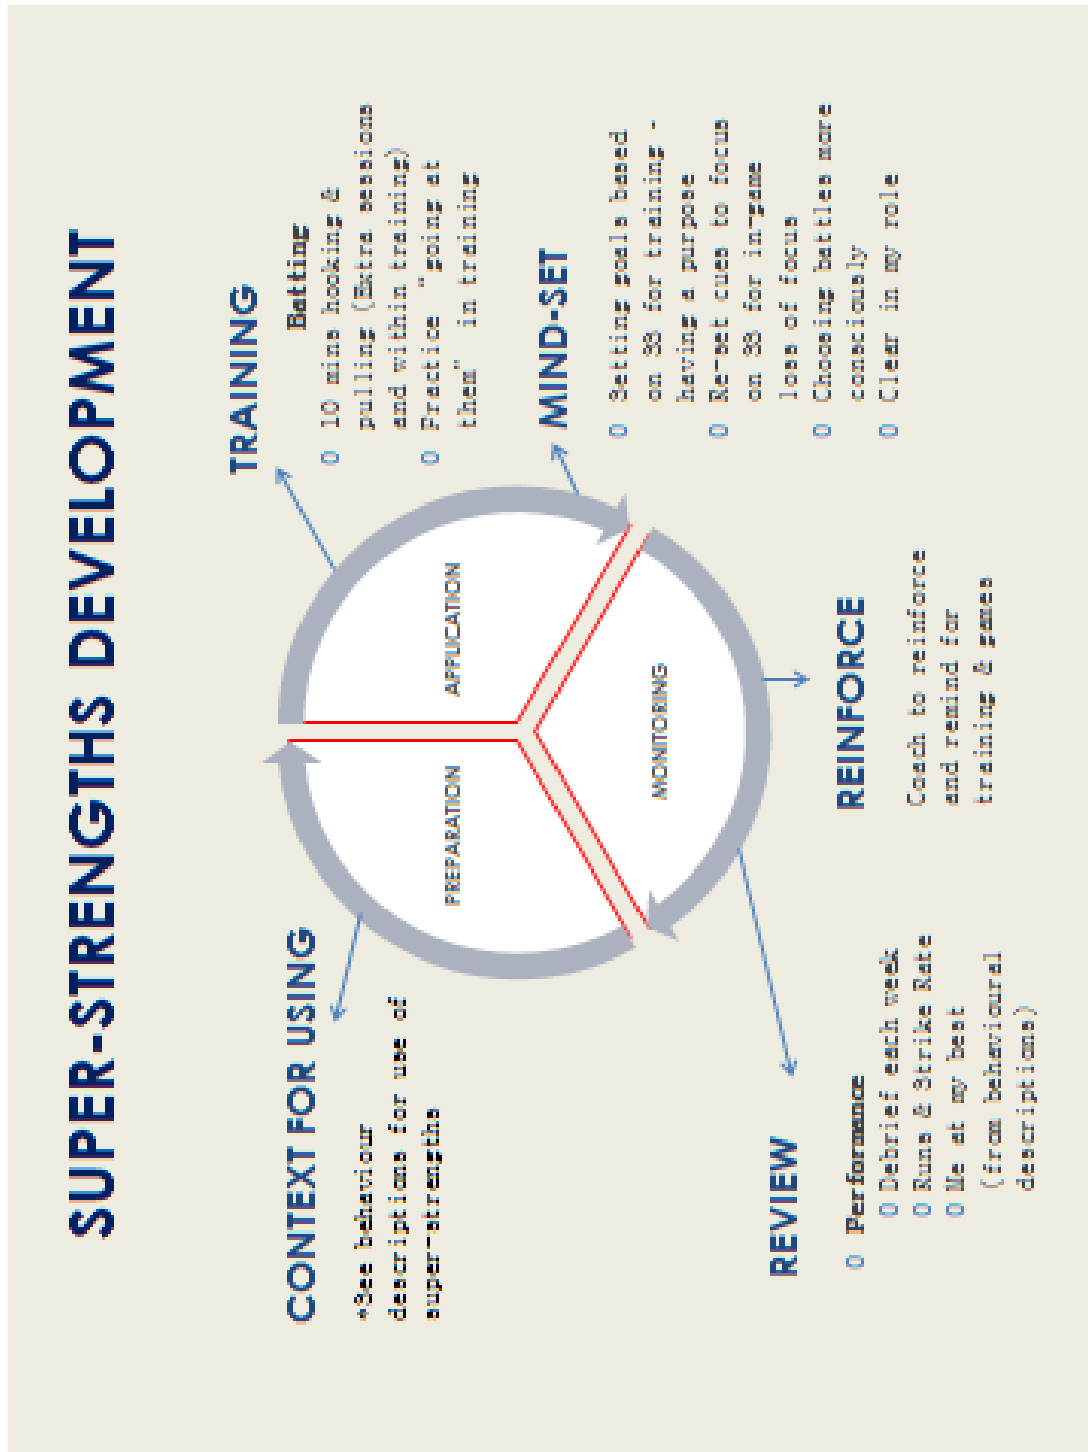 SUPER-STRENGTHS DEVELOPMENT
CONTEXT FOR USING
*See behaviour
descriptions for use of
super-strengths
PREPARATION
APPLICATION
MONITORING
TRAINING
Batting
O 10 mins hooking &
pulling (Extra sessions
and within training)
O Practice "going at
them" in training
MIND-SET
O Setting goals based
on SS for training -
having a purpose
O Re-set cues to focus
on SS for in-game
loss of focus
O Choosing battles more
consciously
O Clear in my role
REINFORCE
Coach to reinforce
and remind for
training & games
REVIEW
O Performance
O Debrief each week
O Runs & Strike Rate
O Me at my best
(from behavioural
descriptions)